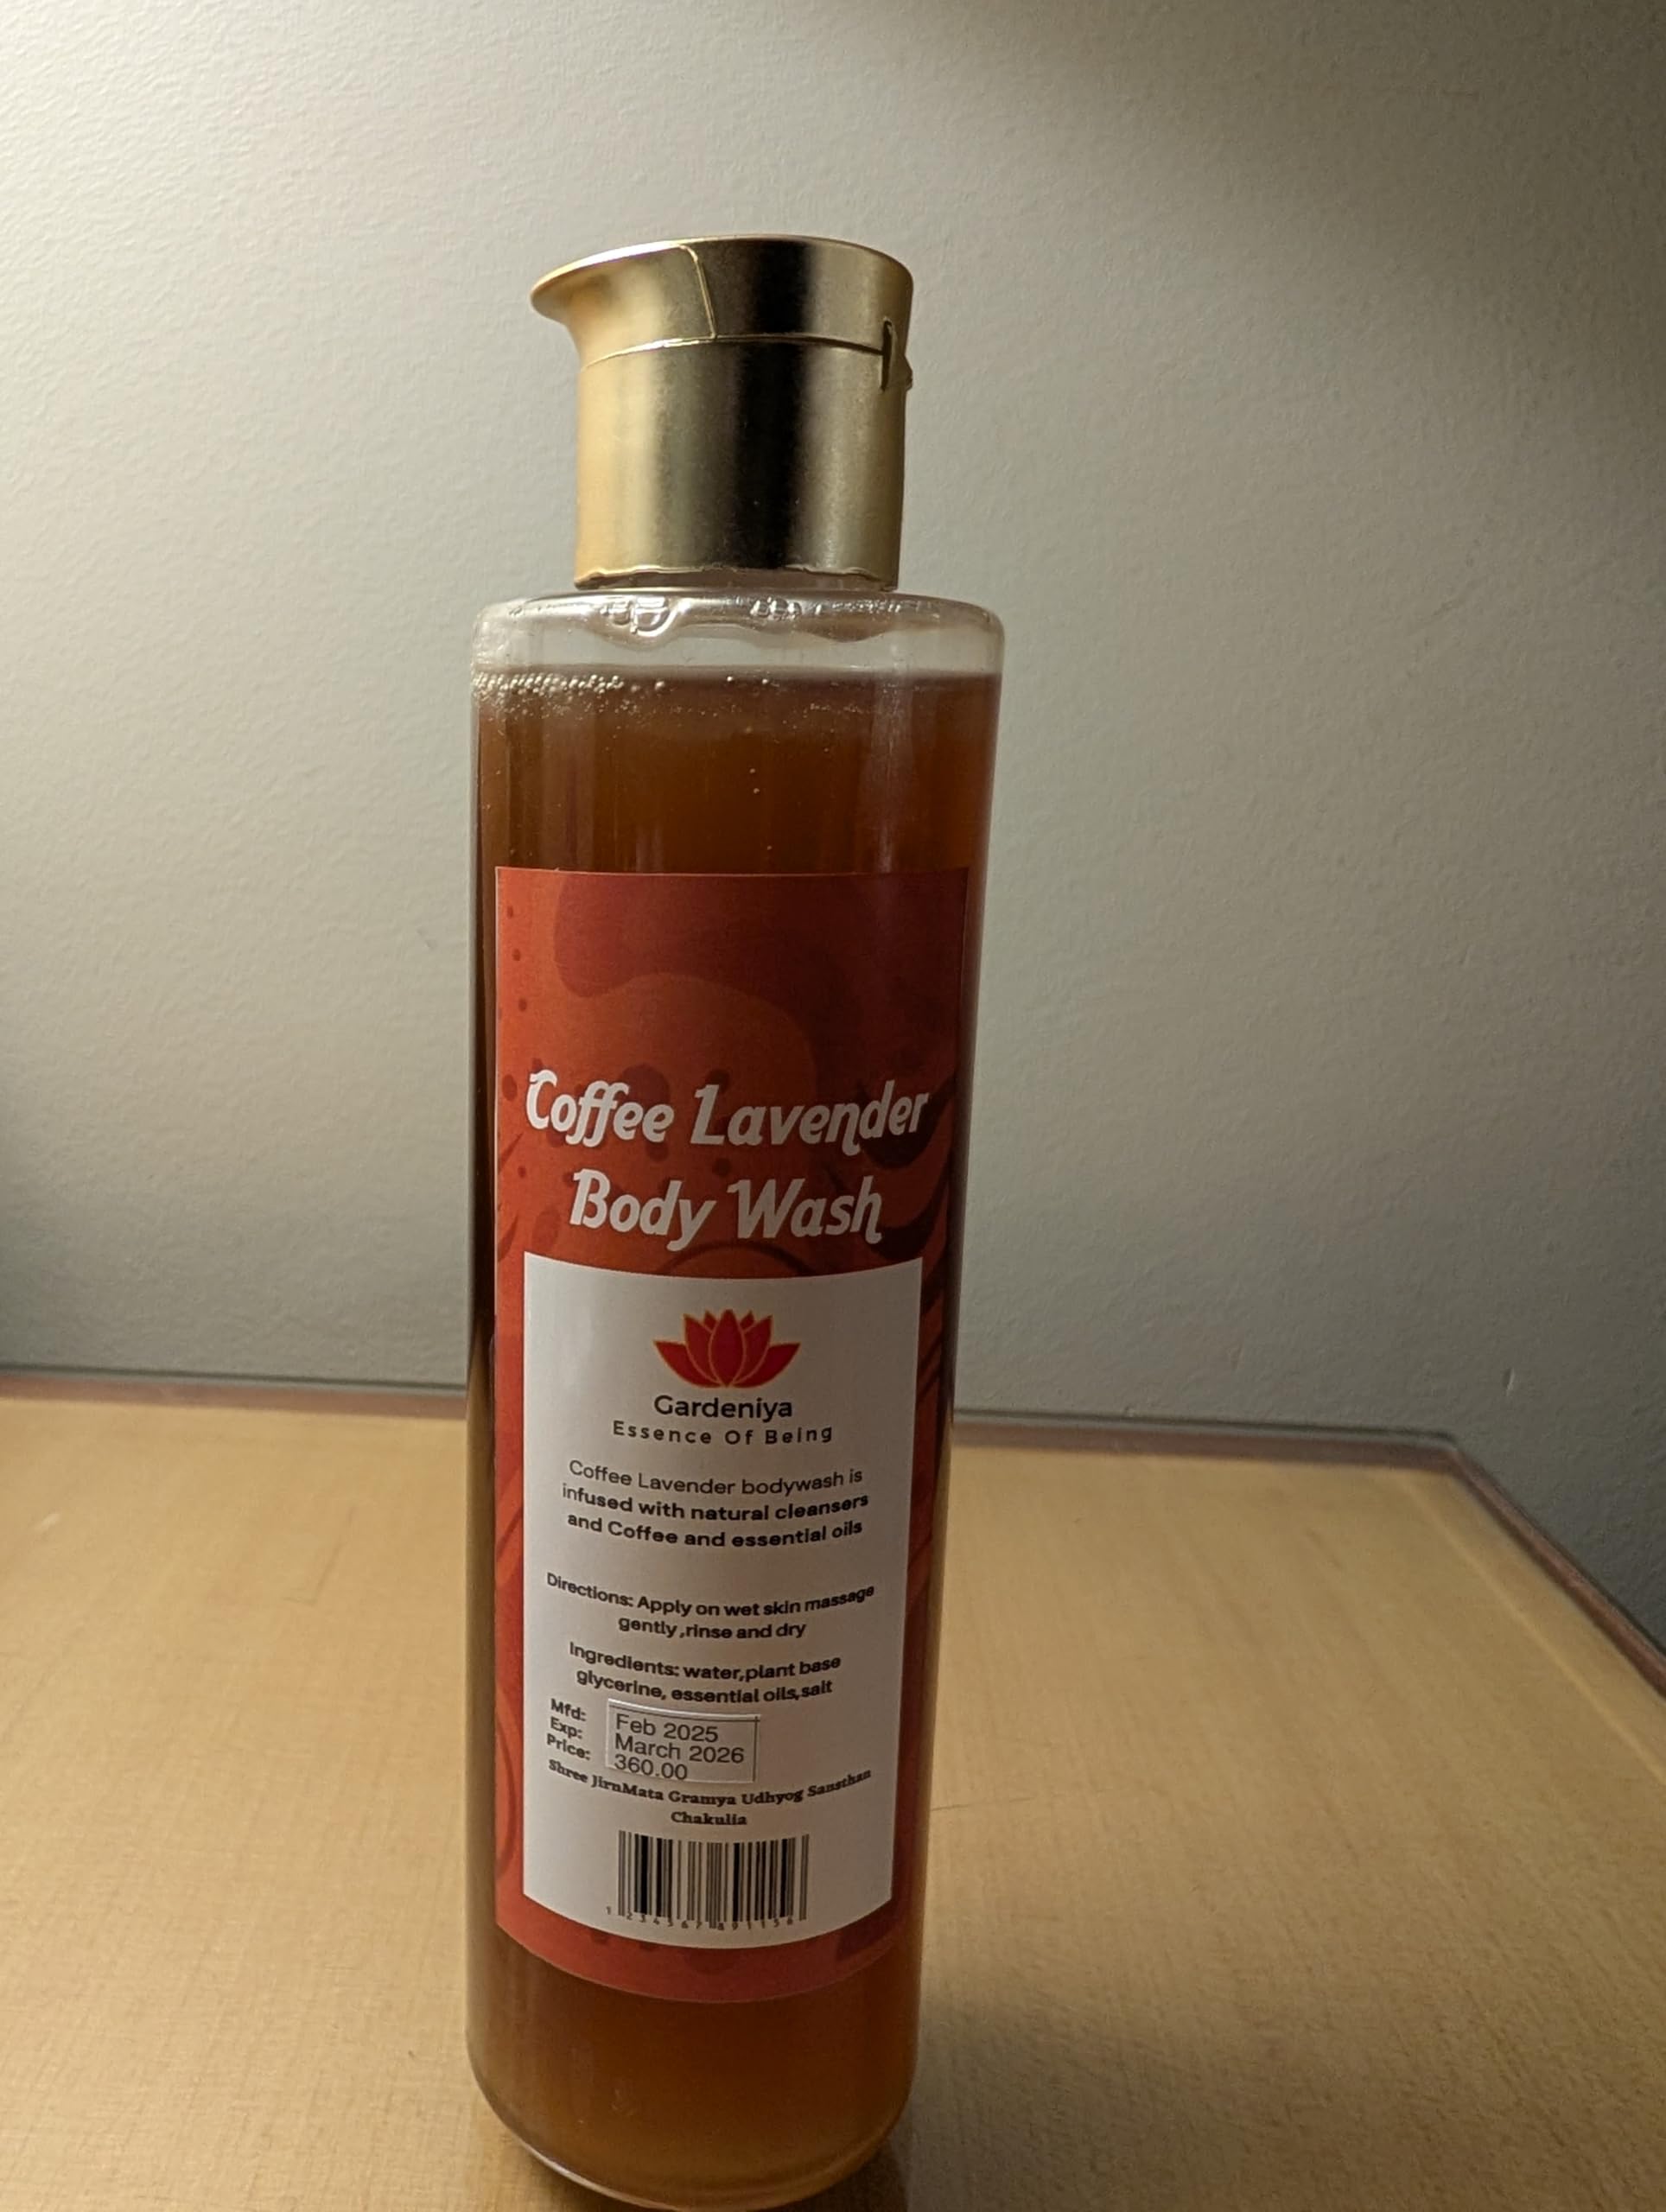 Coffee Lavender
Body Wash
Gardeniya
Essence Of Being
Coffee Lavender bodywash is
infused with natural cleansers
and Coffee and essential oils
Directions: Apply on wet skin massage
gently ,rinse and dry
Ingredients: water,plant base
glycerine, essential oils,salt
Mfd: Feb 2025
Exp: March 2026
Price: 360.00
Shree JirnMata Gramya Udhyog Sansthan
Chakulia